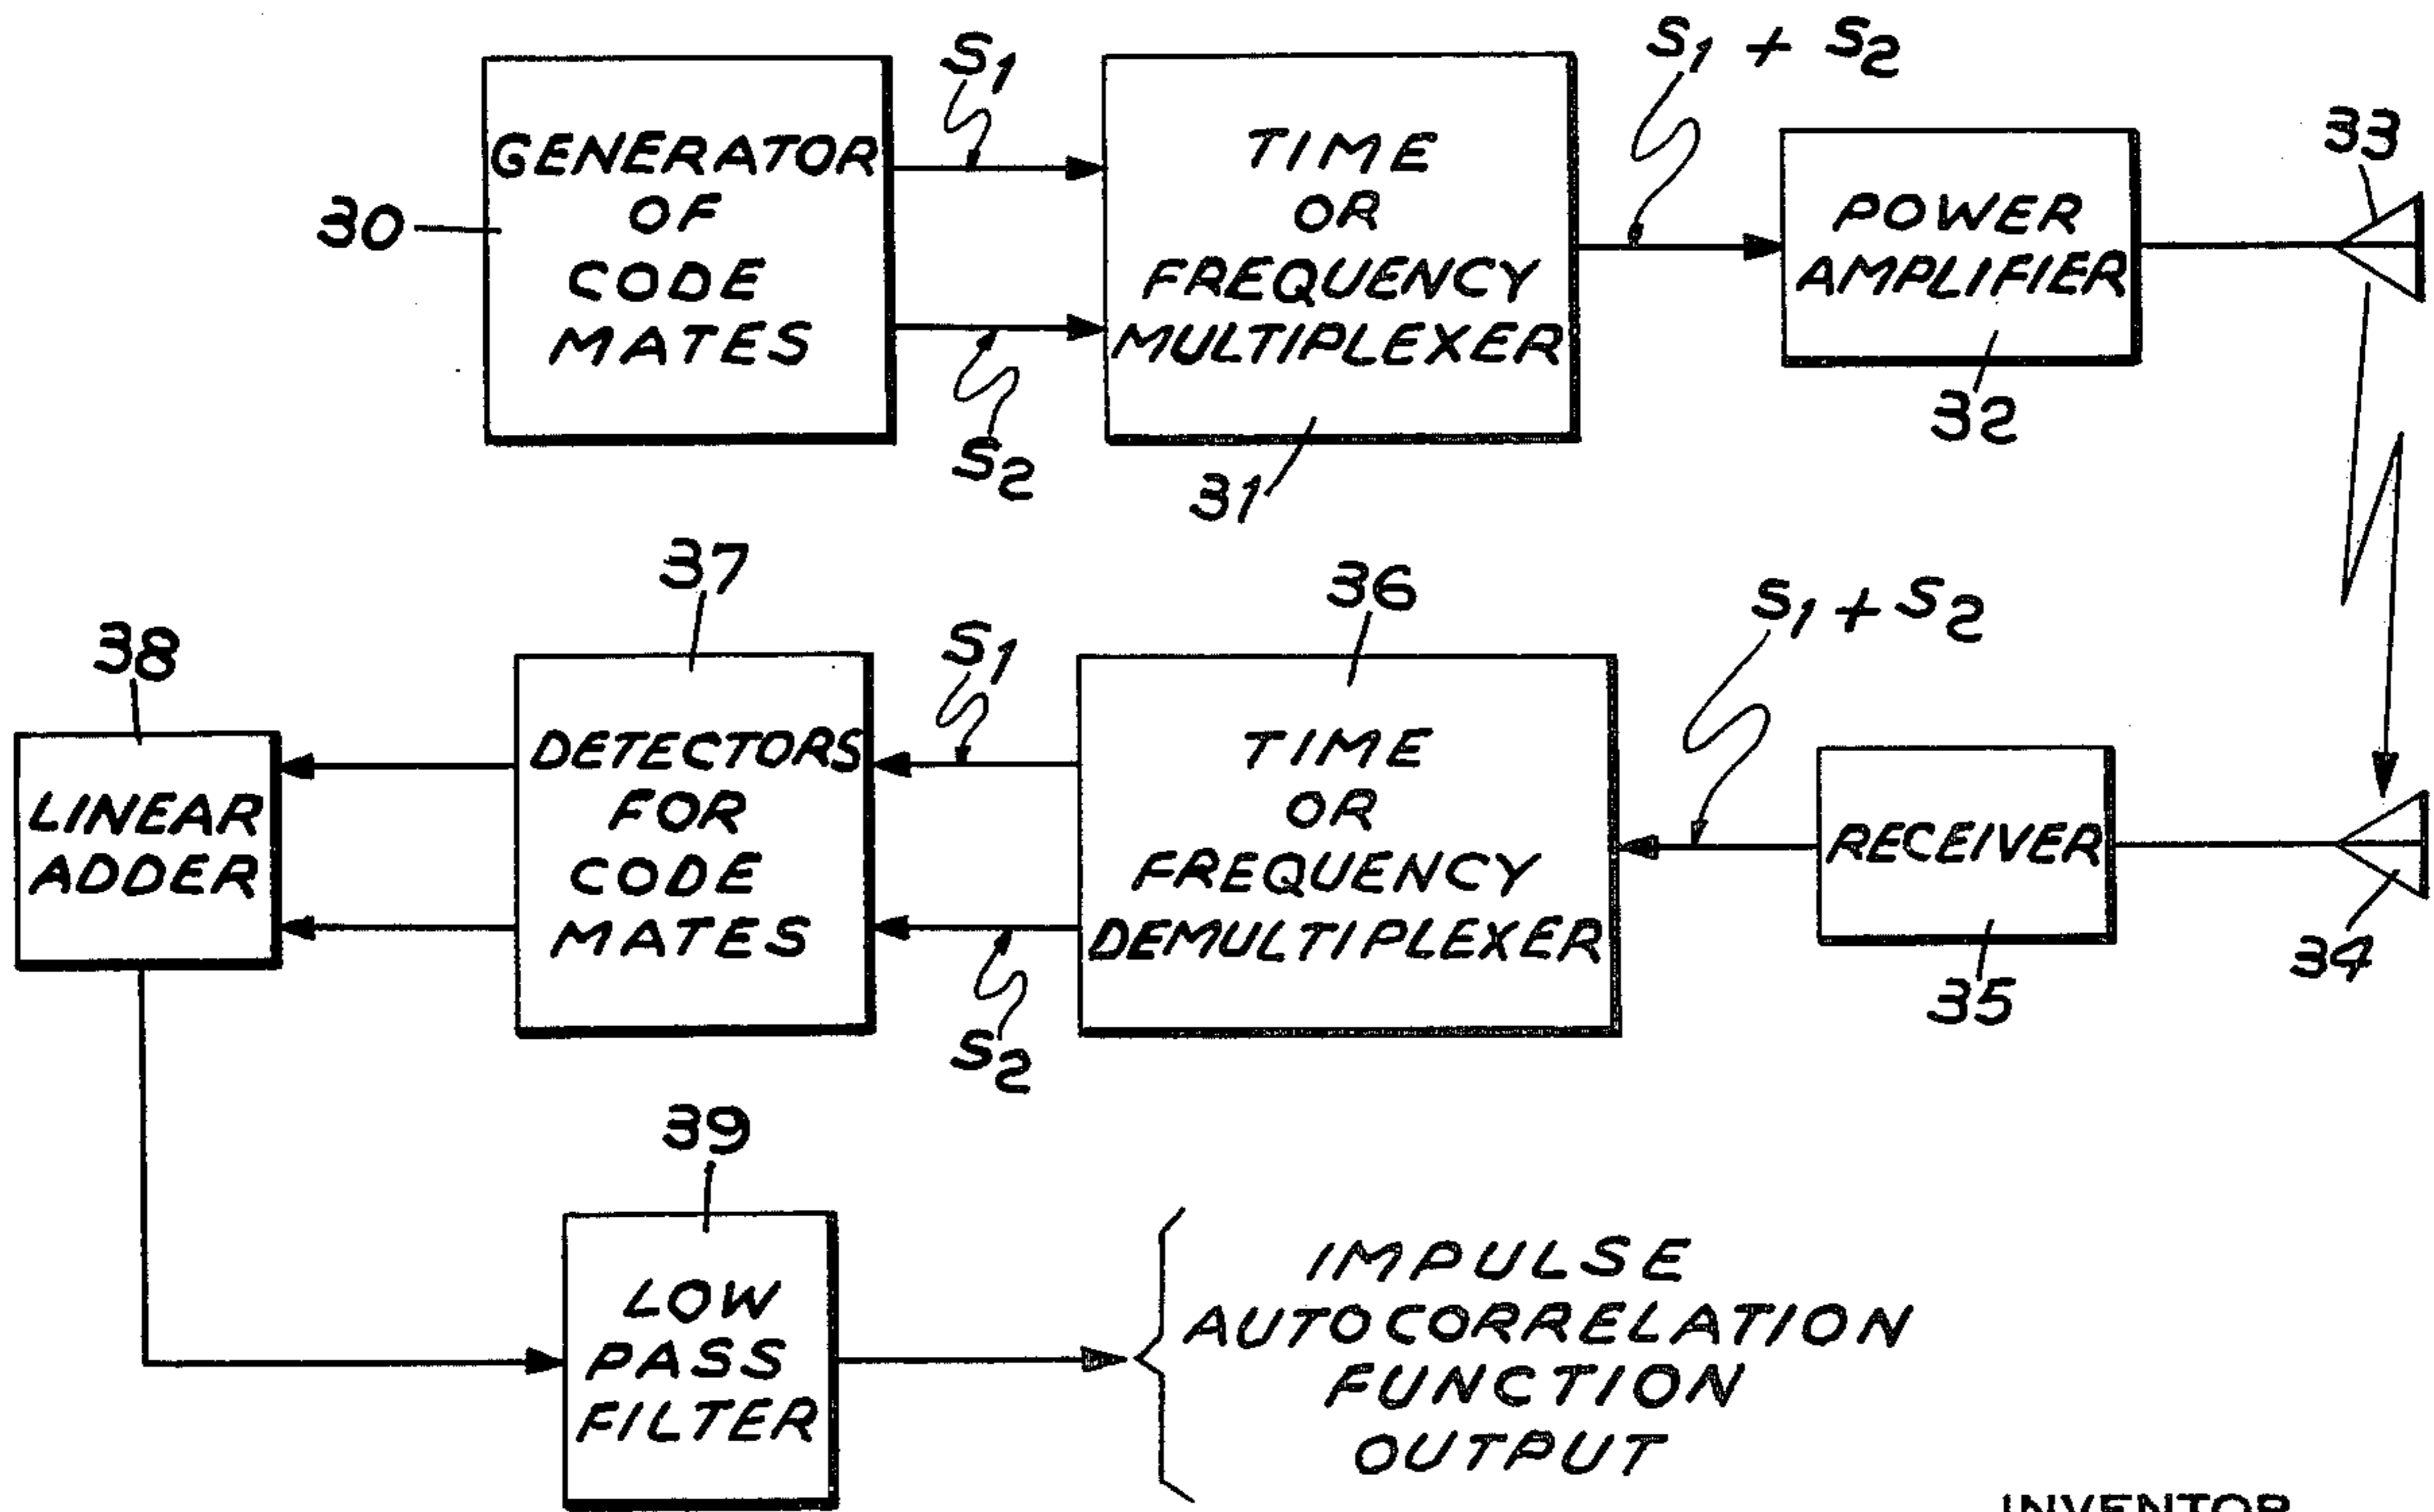 S1
S1 + S2
33
GENERATOR
OF
CODE
MATES
30
TIME
OR
FREQUENCY
MULTIPLEXER
POWER
AMPLIFIER
32
S2
31
37
36
S1 + S2
38
S1
DETECTORS
FOR
CODE
MATES
TIME
OR
FREQUENCY
DEMULTIPLEXER
LINEAR
ADDER
RECEIVER
34
35
S2
39
LOW
PASS
FILTER
IMPULSE
AUTOCORRELATION
FUNCTION
OUTPUT
INVENTOR